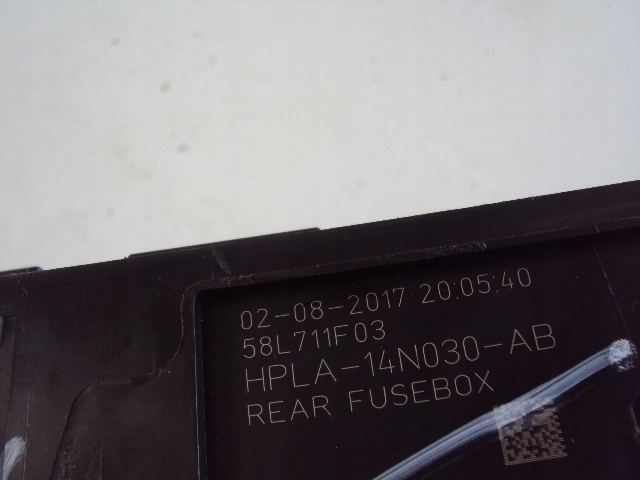 02-08-2017 20:05:40
58L711F03
HPLA-14N030-AB
REAR FUSEBOX